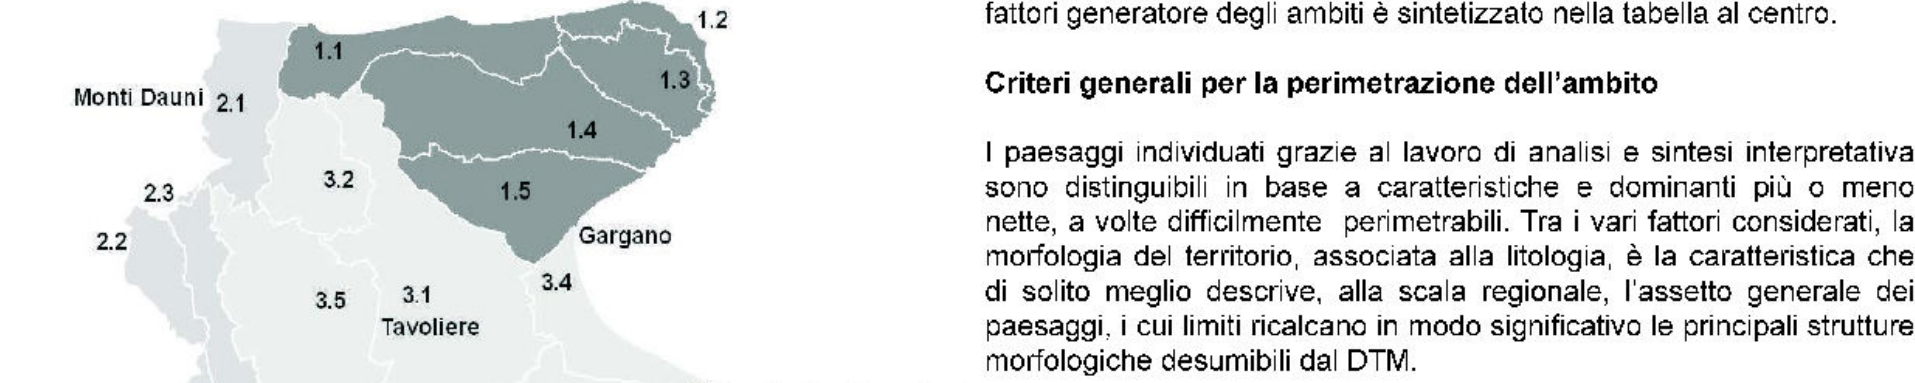 1.2
1.1
1.3
Monti Dauni 2.1
1.4
3.2
1.5
2.3
2.2
Gargano
3.4
3.5
3.1
Tavoliere
fattori generatore degli ambiti è sintetizzato nella tabella al centro.
Criteri generali per la perimetrazione dell'ambito
I paesaggi individuati grazie al lavoro di analisi e sintesi interpretativa
sono distinguibili in base a caratteristiche e dominanti più o meno
nette, a volte difficilmente perimetrabili. Tra i vari fattori considerati, la
morfologia del territorio, associata alla litologia, è la caratteristica che
di solito meglio descrive, alla scala regionale, l'assetto generale dei
paesaggi, i cui limiti ricalcano in modo significativo le principali strutture
morfologiche desumibili dal DTM.